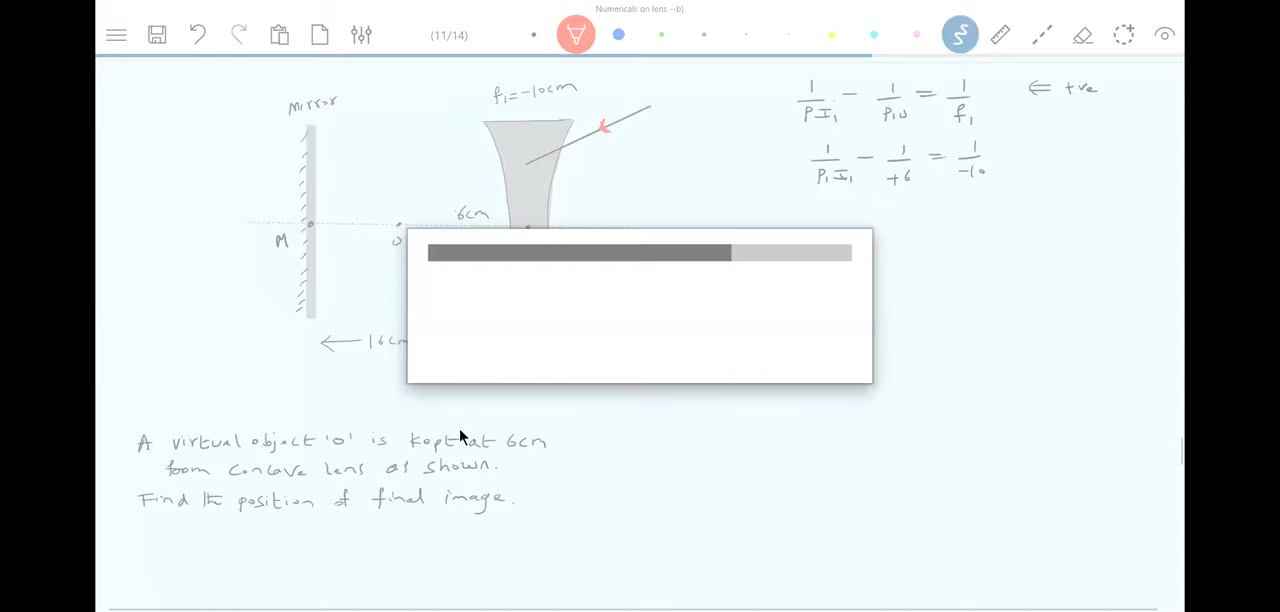 Numericals on lens --b)
(11/14)
Mirror
f₁=-10cm
1/PI₁ - 1/P₁O = 1/f₁ ⇐ +ve
1/P₁I₁ - 1/+6 = 1/-10
6cm
M
O
← 16cm
A virtual object 'O' is kept at 6cm
from concave lens as shown.
Find the position of final image.